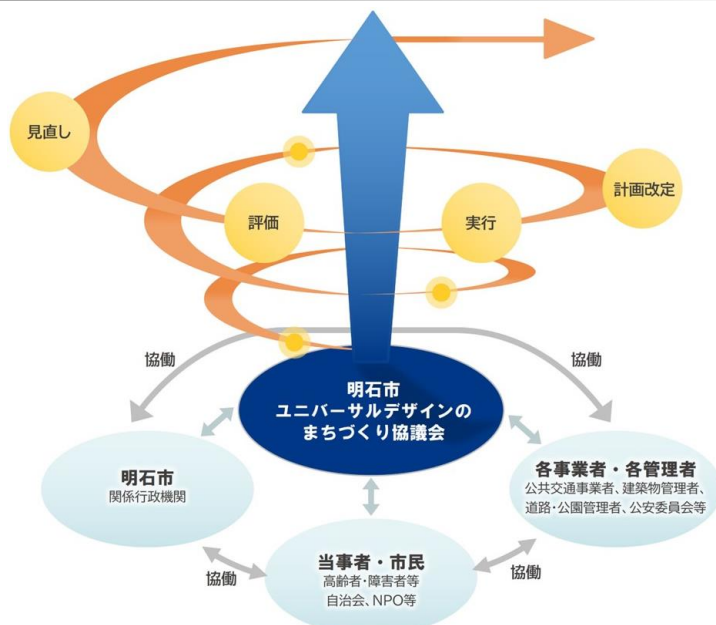 見直し
評価
実行
計画改定
協働
協働
明石市
ユニバーサルデザインの
まちづくり協議会
明石市
関係行政機関
各事業者・各管理者
公共交通事業者、建築物管理者、
道路・公園管理者、公安委員会等
当事者・市民
高齢者・障害者等
自治会、NPO等
協働
協働